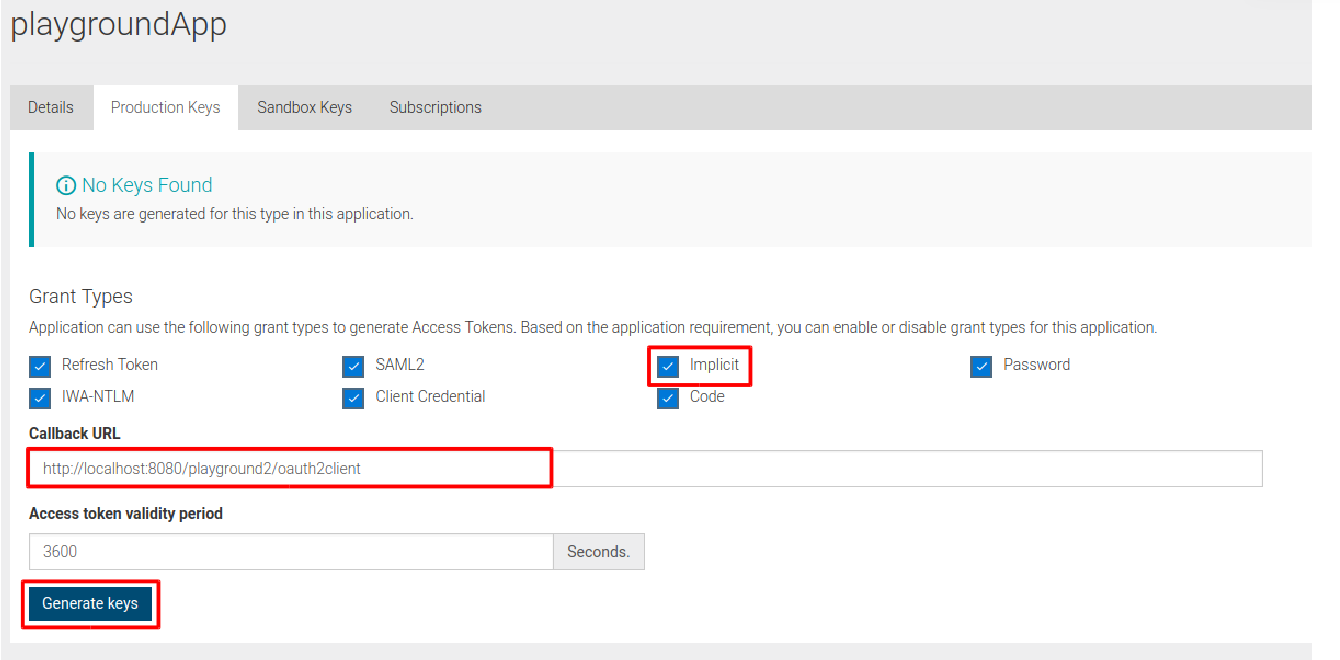 playgroundApp
Details Production Keys Sandbox Keys Subscriptions
No Keys Found
No keys are generated for this type in this application.
Grant Types
Application can use the following grant types to generate Access Tokens. Based on the application requirement, you can enable or disable grant types for this application.
Refresh Token SAML2 Implicit Password
IWA-NTLM Client Credential Code
Callback URL
http://localhost:8080/playground2/oauth2client
Access token validity period
3600 Seconds.
Generate keys